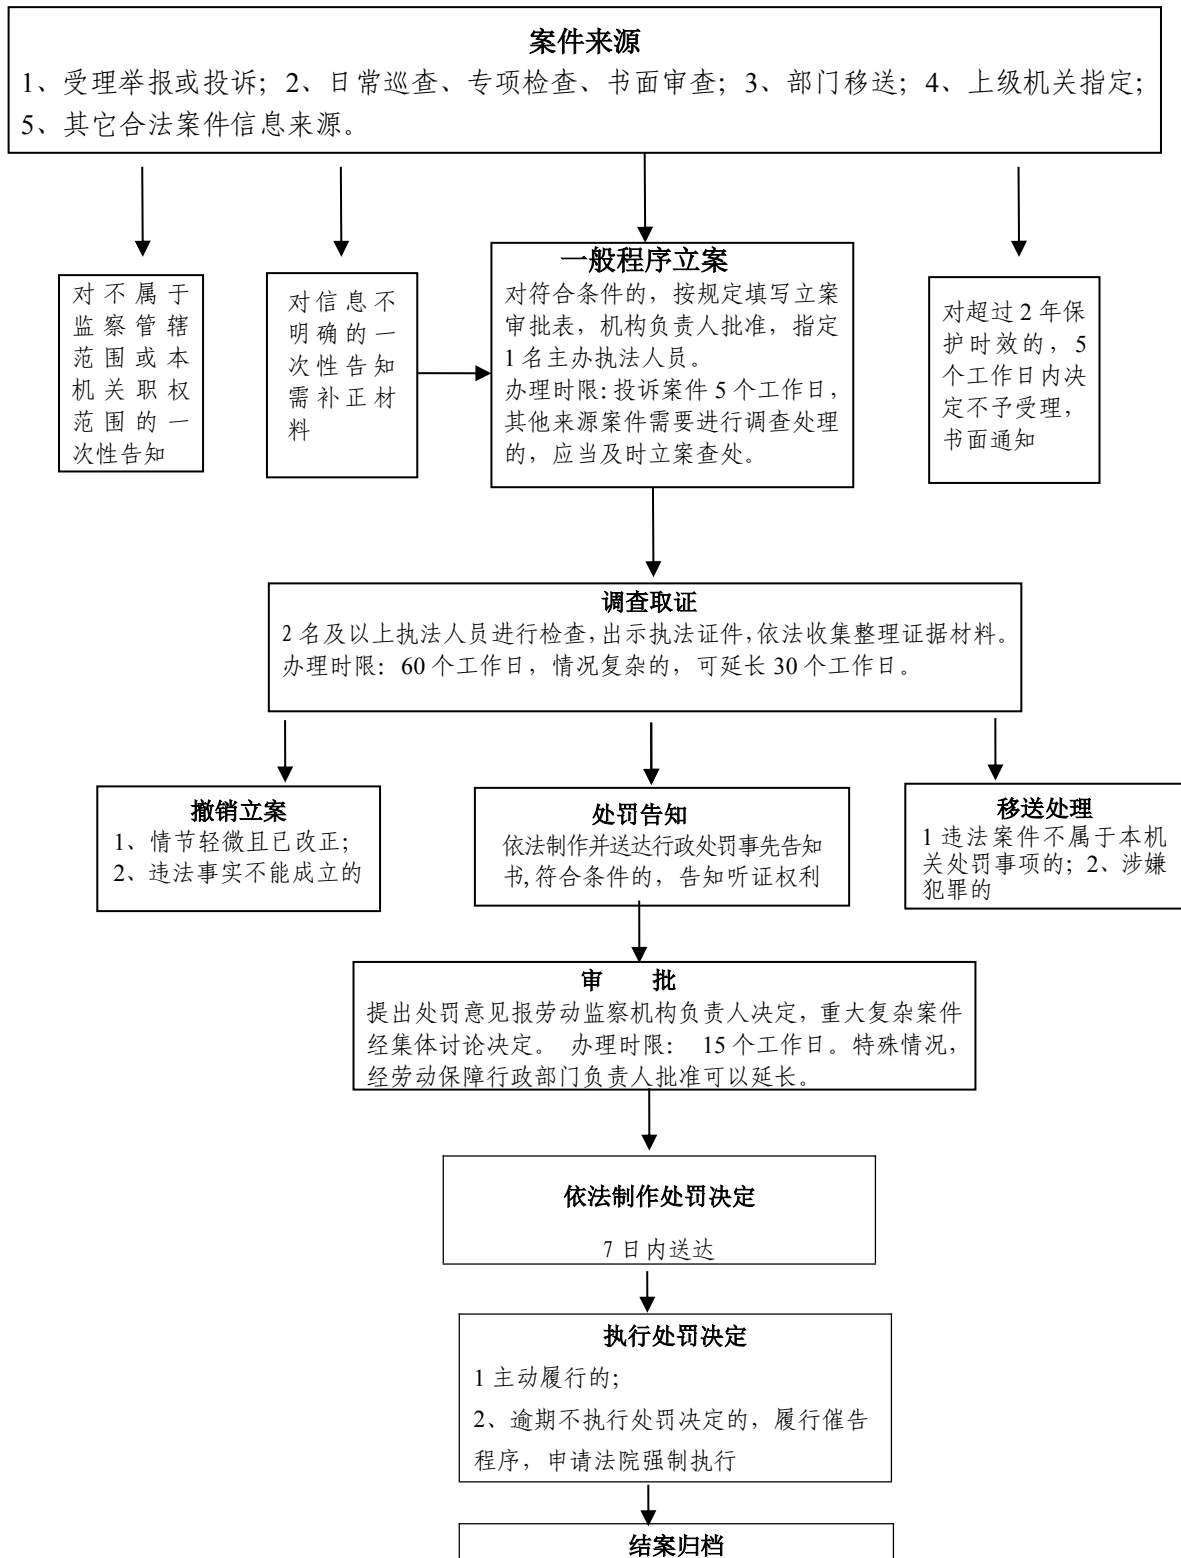 案件来源
1、受理举报或投诉；2、日常巡查、专项检查、书面审查；3、部门移送；4、上级机关指定；
5、其它合法案件信息来源。
对不属于
监察管辖
范围或本
机关职权
范围的一
次性告知
对信息不
明确的一
次性告知
需补正材
料
一般程序立案
对符合条件的，按规定填写立案
审批表，机构负责人批准，指定
1名主办执法人员。
办理时限：投诉案件5个工作日，
其他来源案件需要进行调查处理
的，应当及时立案查处。
对超过2年保
护时效的，5
个工作日内决
定不予受理，
书面通知
调查取证
2名及以上执法人员进行检查,出示执法证件,依法收集整理证据材料。
办理时限：60个工作日，情况复杂的，可延长30个工作日。
撤销立案
1、情节轻微且已改正；
2、违法事实不能成立的
处罚告知
依法制作并送达行政处罚事先告知
书,符合条件的，告知听证权利
移送处理
1违法案件不属于本机
关处罚事项的；2、涉嫌
犯罪的
审 批
提出处罚意见报劳动监察机构负责人决定，重大复杂案件
经集体讨论决定。 办理时限： 15个工作日。特殊情况，
经劳动保障行政部门负责人批准可以延长。
依法制作处罚决定
7日内送达
执行处罚决定
1主动履行的；
2、逾期不执行处罚决定的，履行催告
程序，申请法院强制执行
结案归档